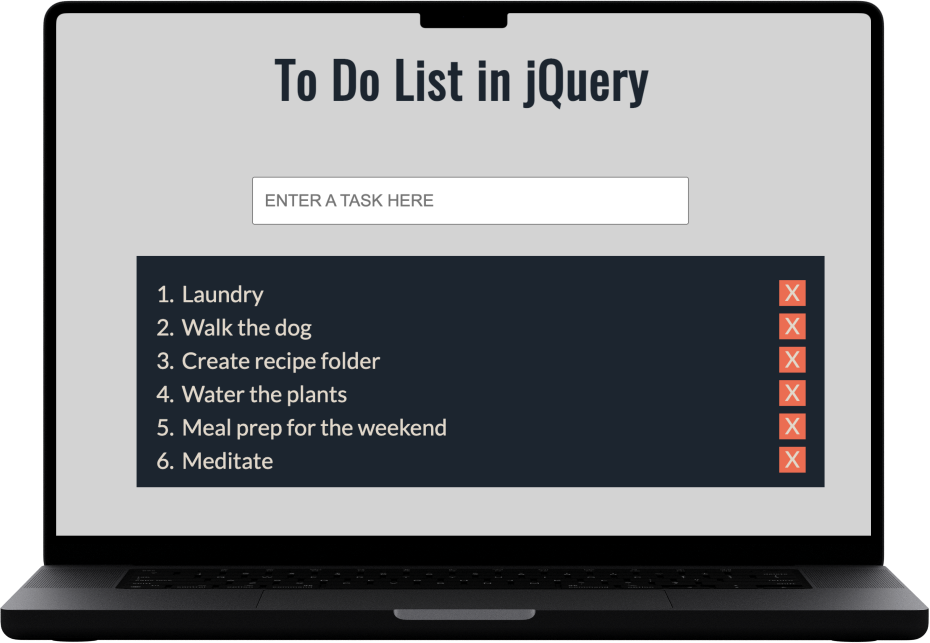 To Do List in jQuery
ENTER A TASK HERE
1. Laundry X
2. Walk the dog X
3. Create recipe folder X
4. Water the plants X
5. Meal prep for the weekend X
6. Meditate X